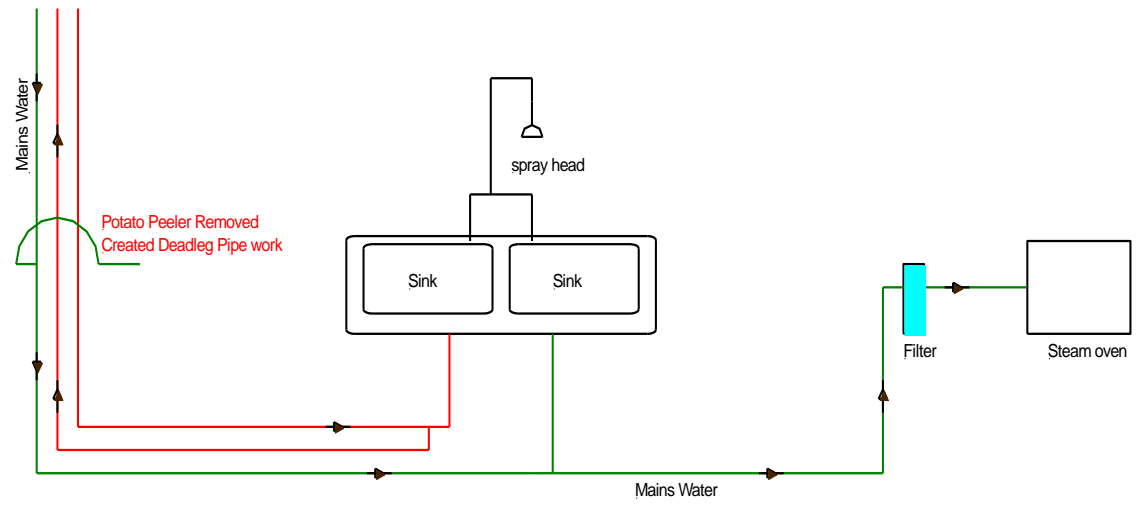 Mains Water
spray head
Potato Peeler Removed
Created Deadleg Pipe work
Sink
Sink
Filter
Steam oven
Mains Water